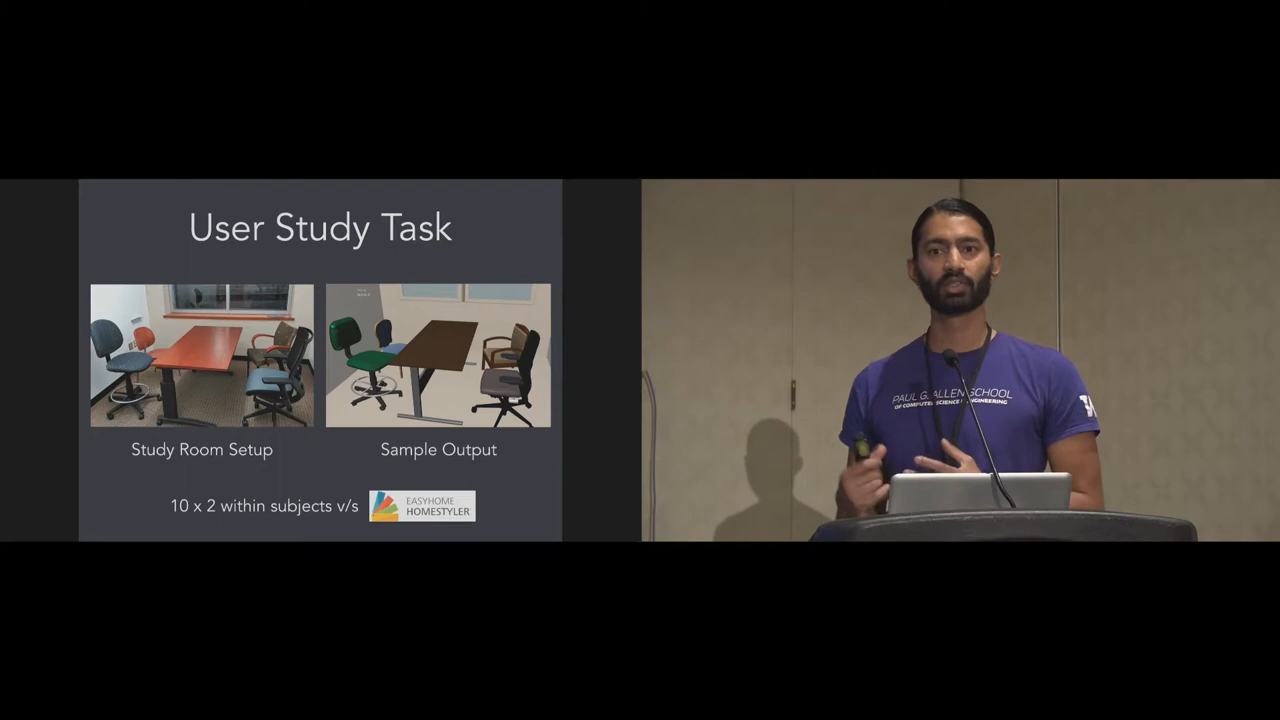 User Study Task
Study Room Setup
Sample Output
10 x 2 within subjects v/s
EASYHOME
HOMESTYLER
PAUL G. ALLEN SCHOOL
OF COMPUTER SCIENCE & ENGINEERING